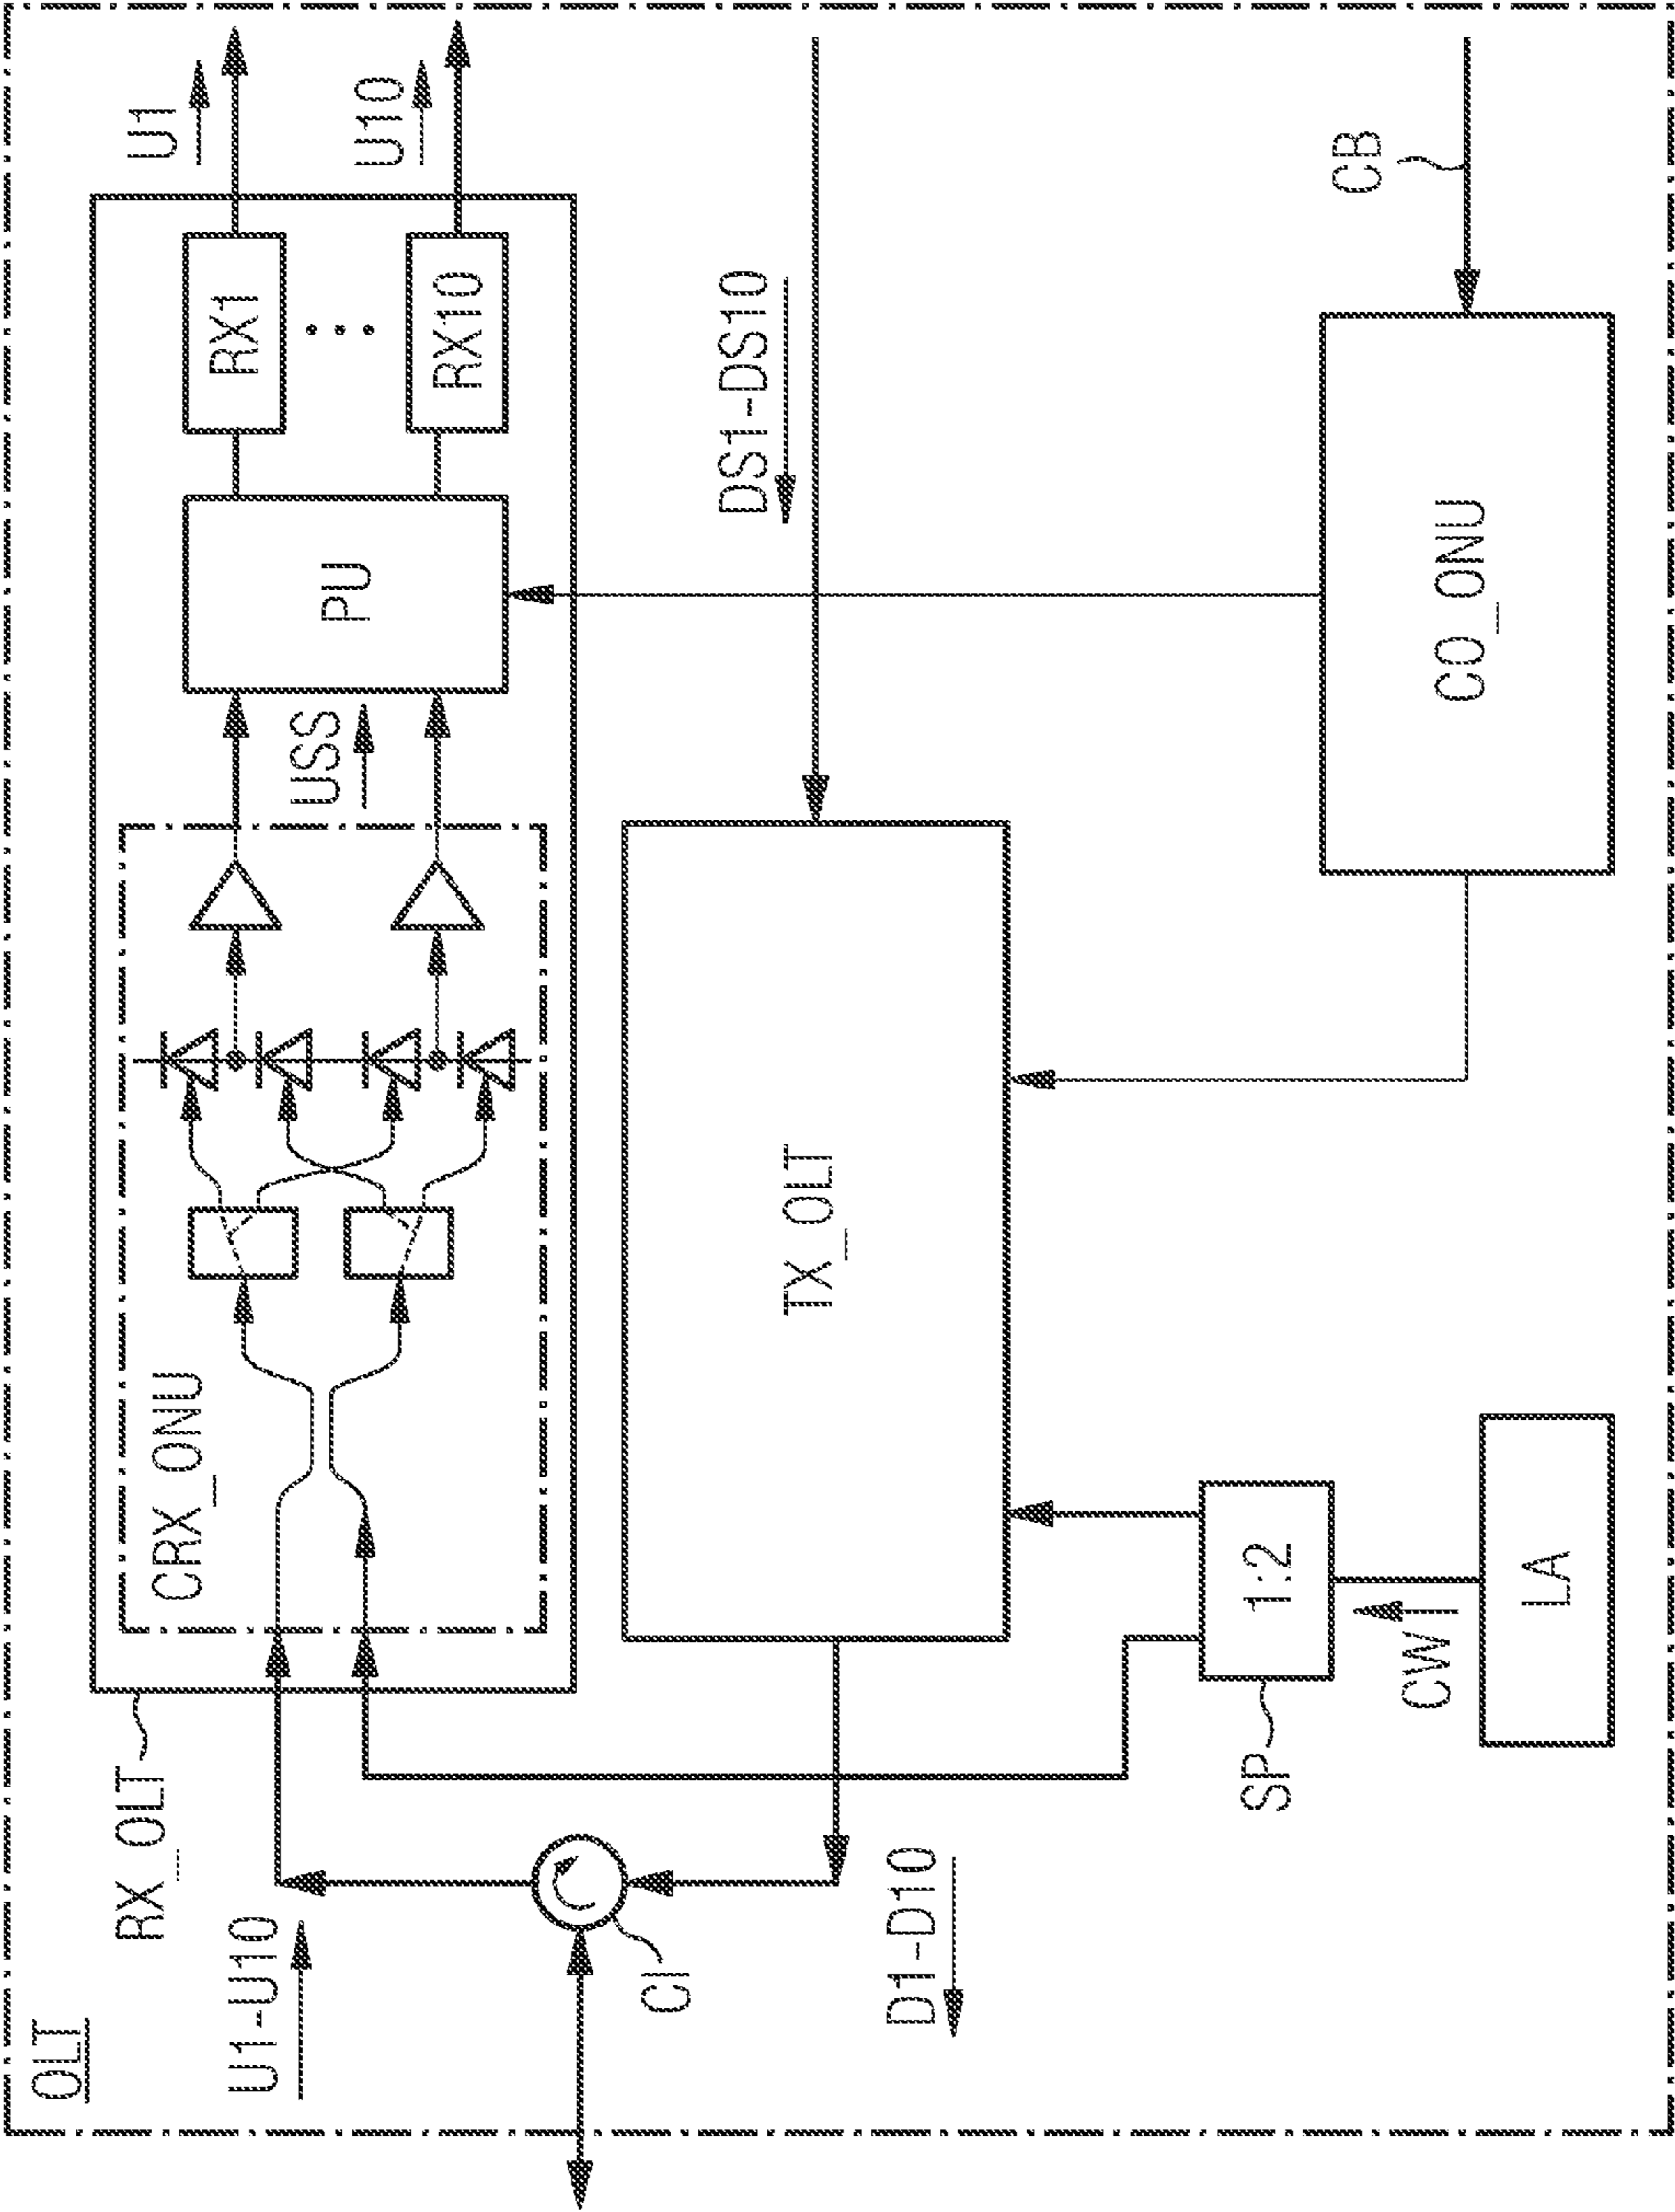 OLT
RX_OLT
CRX_ONU
U1
U10
RX1
RX10
PU
USS
U1-U10
CI
DS1-DS10
TX_OLT
D1-D10
CB
CO_ONU
1:2
SP
CW
LA